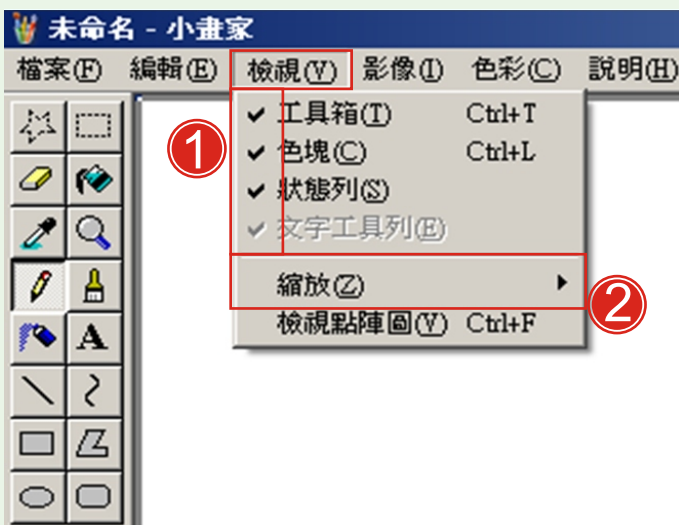 未命名 - 小畫家
檔案(F) 編輯(E) 檢視(V) 影像(I) 色彩(C) 說明(H)
工具箱(T) Ctrl+T
色塊(C) Ctrl+L
狀態列(S)
文字工具列(E)
縮放(Z)
檢視點陣圖(V) Ctrl+F
1
2
A